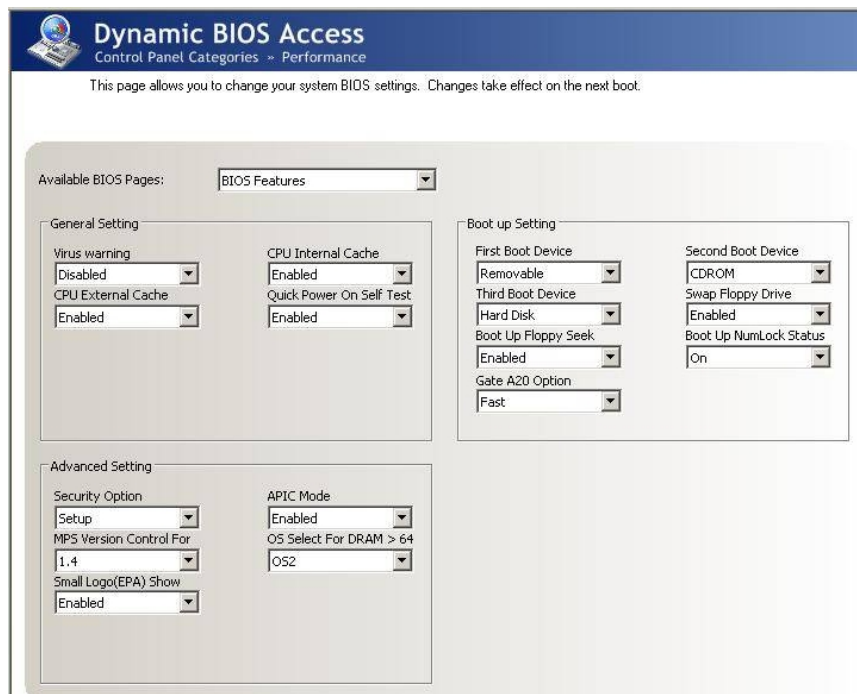 Dynamic BIOS Access
Control Panel Categories » Performance
This page allows you to change your system BIOS settings. Changes take effect on the next boot.
Available BIOS Pages:
BIOS Features
General Setting
Virus warning
Disabled
CPU Internal Cache
Enabled
CPU External Cache
Enabled
Quick Power On Self Test
Enabled
Boot up Setting
First Boot Device
Removable
Second Boot Device
CDROM
Third Boot Device
Hard Disk
Swap Floppy Drive
Enabled
Boot Up Floppy Seek
Enabled
Boot Up NumLock Status
On
Gate A20 Option
Fast
Advanced Setting
Security Option
Setup
APIC Mode
Enabled
MPS Version Control For
1.4
OS Select For DRAM > 64
OS2
Small Logo(EPA) Show
Enabled